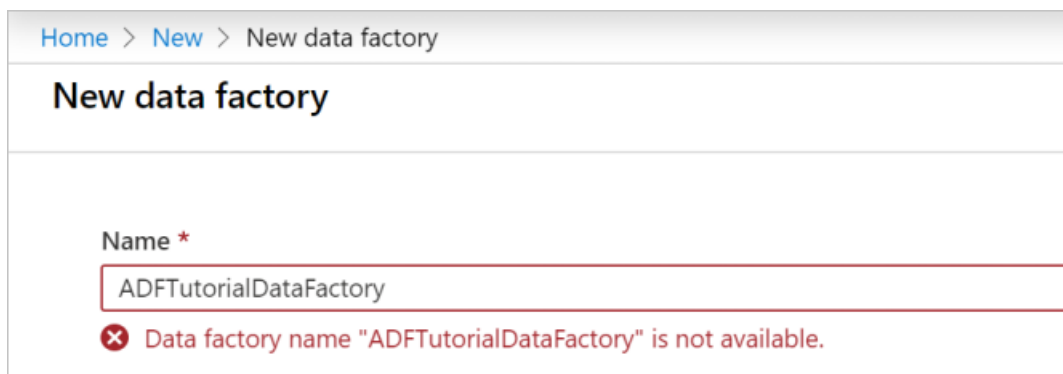 Home > New > New data factory
New data factory
Name *
ADFTutorialDataFactory
Data factory name "ADFTutorialDataFactory" is not available.